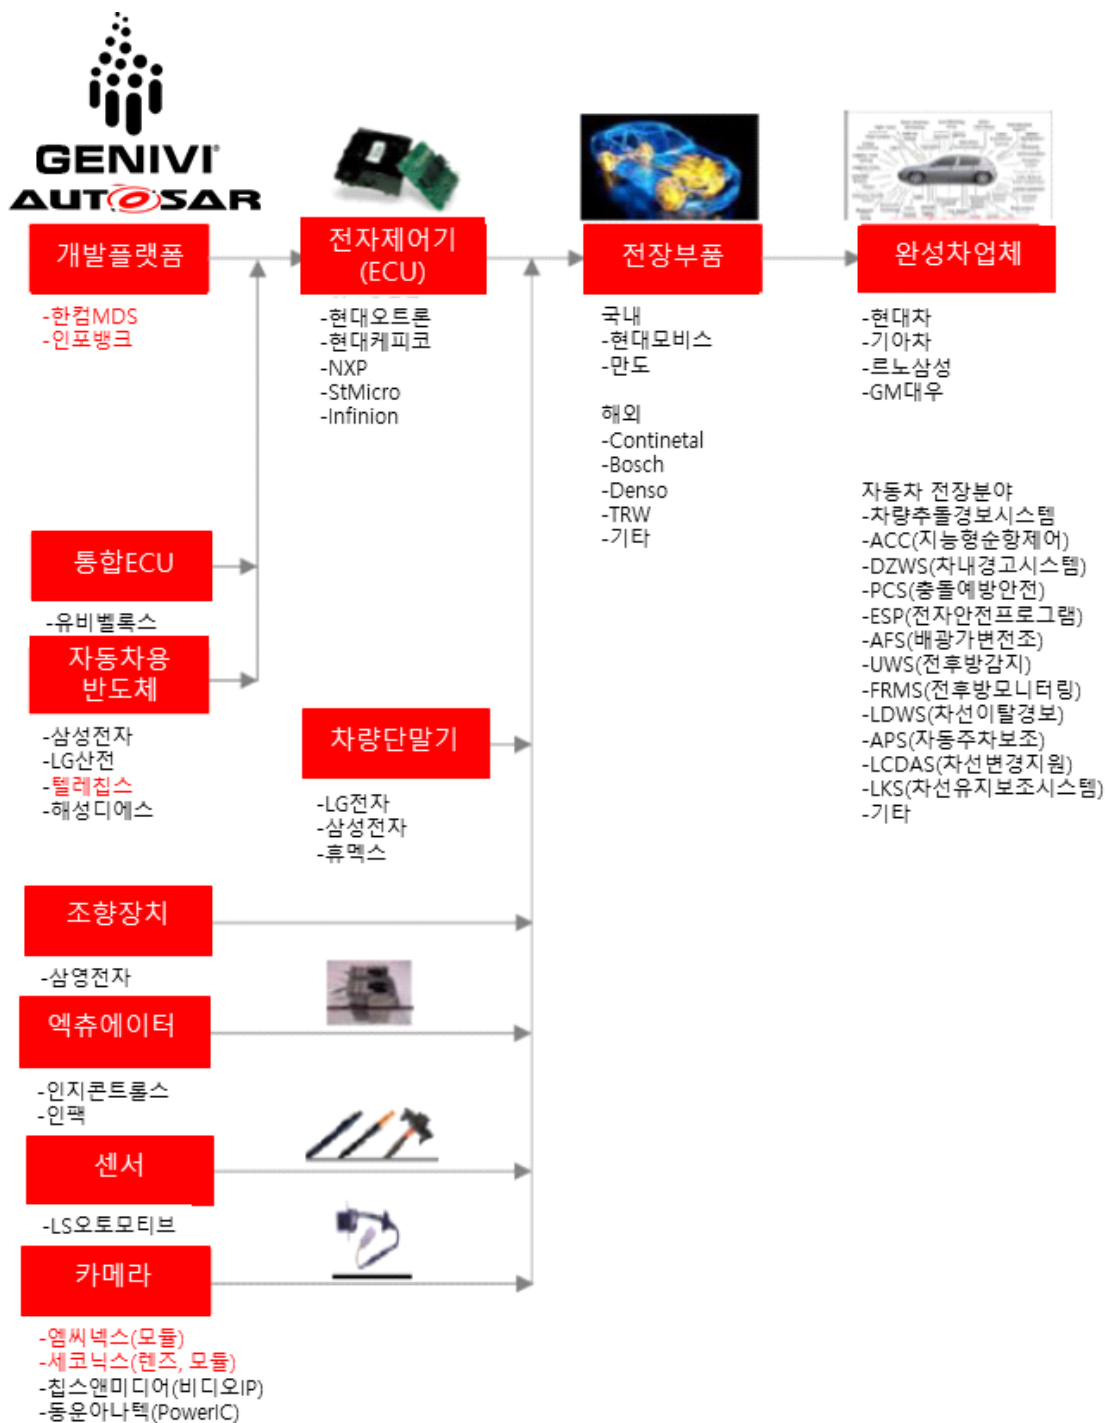 GENIVI
AUTOSAR
개발플랫폼
-한컴MDS
-인포뱅크
전자제어기
(ECU)
-현대오트론
-현대케피코
-NXP
-StMicro
-Infinion
전장부품
국내
-현대모비스
-만도
해외
-Continetal
-Bosch
-Denso
-TRW
-기타
완성차업체
-현대차
-기아차
-르노삼성
-GM대우
자동차 전장분야
-차량추돌경보시스템
-ACC(지능형순항제어)
-DZWS(차내경고시스템)
-PCS(충돌예방안전)
-ESP(전자안전프로그램)
-AFS(배광가변전조)
-UWS(전후방감지)
-FRMS(전후방모니터링)
-LDWS(차선이탈경보)
-APS(자동주차보조)
-LCDAS(차선변경지원)
-LKS(차선유지보조시스템)
-기타
통합ECU
-유비벨록스
자동차용
반도체
-삼성전자
-LG산전
-텔레칩스
-해성디에스
차량단말기
-LG전자
-삼성전자
-휴멕스
조향장치
-삼영전자
엑츄에이터
-인지콘트롤스
-인팩
센서
-LS오토모티브
카메라
-엠씨넥스(모듈)
-세코닉스(렌즈, 모듈)
-칩스앤미디어(비디오IP)
-동운아나텍(PowerIC)